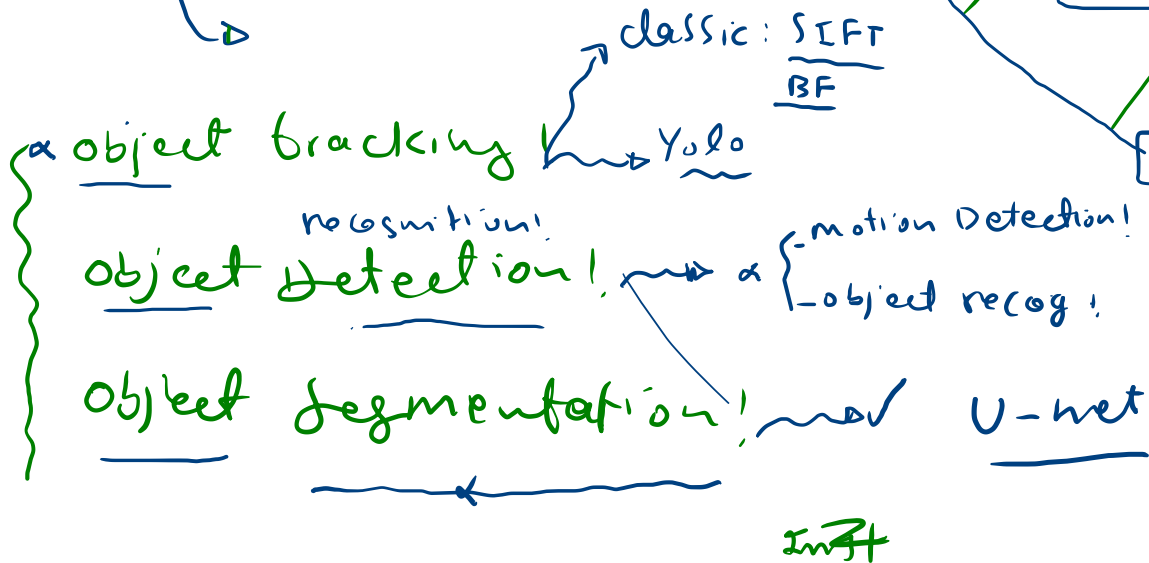 classic: SIFT
BF
object tracking!
Yolo
recognition!
motion Detection!
object Detection!
object recog!
object segmentation!
U-net